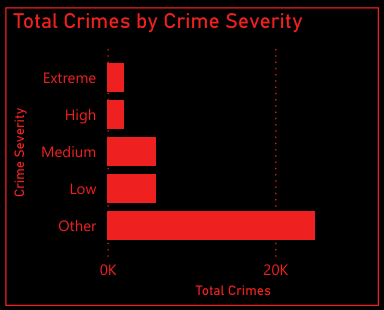 Total Crimes by Crime Severity
Crime Severity
Extreme
High
Medium
Low
Other
0K
20K
Total Crimes